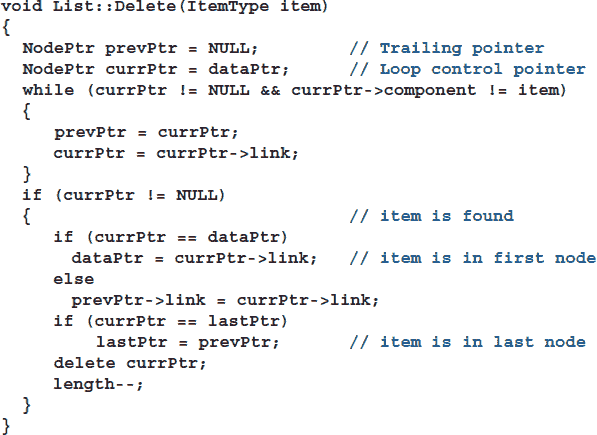 void List::Delete(ItemType item)
{
  NodePtr prevPtr = NULL;         // Trailing pointer
  NodePtr currPtr = dataPtr;      // Loop control pointer
  while (currPtr != NULL && currPtr->component != item)
  {
     prevPtr = currPtr;
     currPtr = currPtr->link;
  }
  if (currPtr != NULL)
  {                               // item is found
     if (currPtr == dataPtr)
       dataPtr = currPtr->link;   // item is in first node
     else
       prevPtr->link = currPtr->link;
     if (currPtr == lastPtr)
         lastPtr = prevPtr;       // item is in last node
     delete currPtr;
     length--;
  }
}